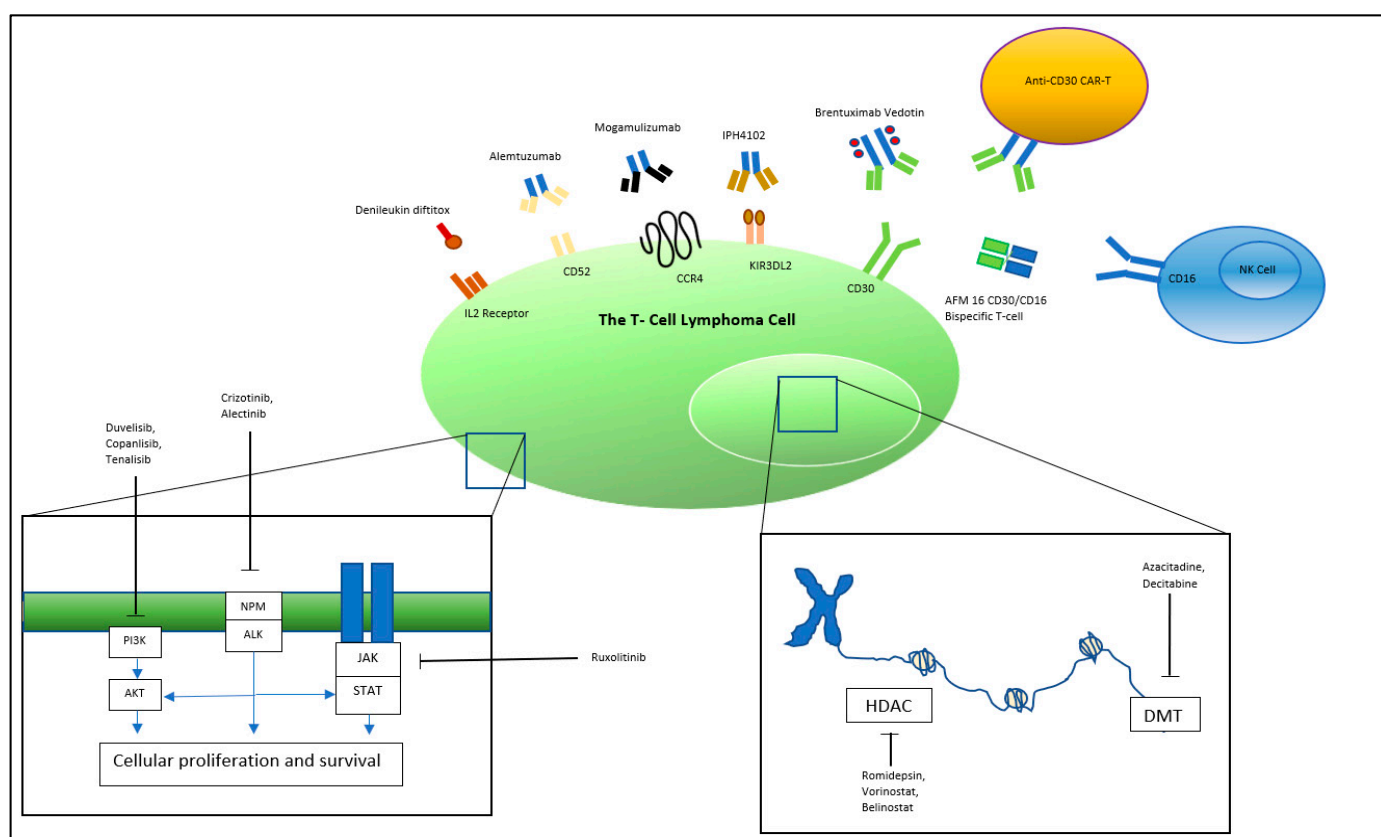 Anti-CD30 CAR-T
Brentuximab Vedotin
Mogamulizumab
IPH4102
Alemtuzumab
Denileukin diftitox
CD52
CCR4
KIR3DL2
CD30
IL2 Receptor
CD16
NK Cell
AFM 16 CD30/CD16
Bispecific T-cell
The T- Cell Lymphoma Cell
Crizotinib,
Alectinib
Duvelisib,
Copanlisib,
Tenalisib
NPM
ALK
PI3K
AKT
JAK
STAT
Ruxolitinib
Cellular proliferation and survival
Azacitadine,
Decitabine
HDAC
DMT
Romidepsin,
Vorinostat,
Belinostat